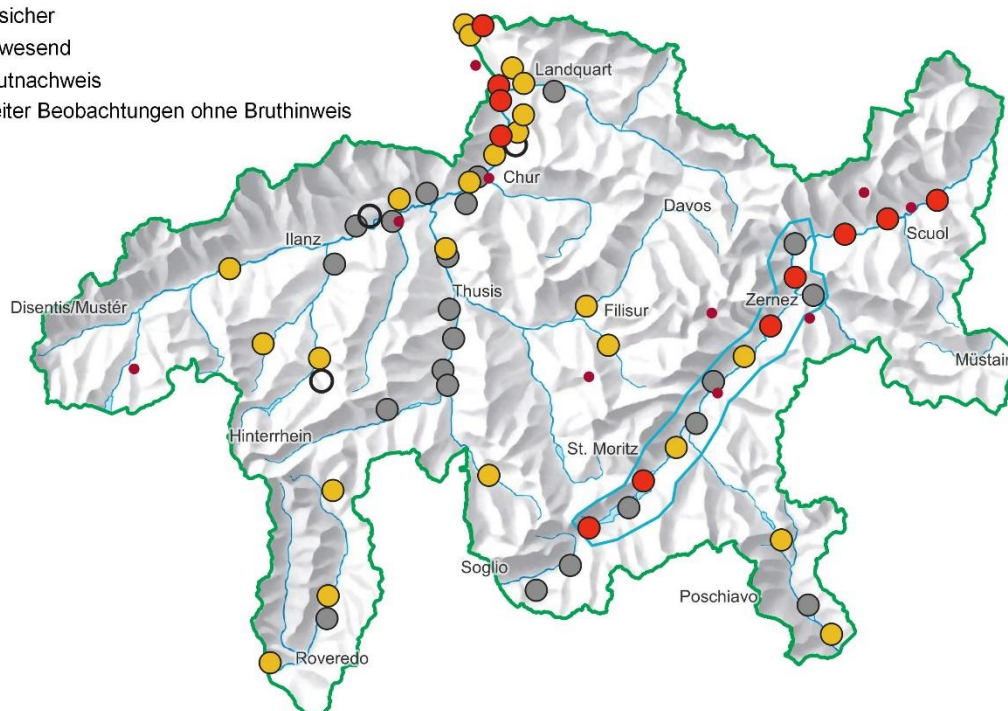 sicher
wesend
utnachweis
eiter Beobachtungen ohne Bruthinweis
Landquart
Chur
Davos
Ilanz
Scuol
Disentis/Mustér
Thusis
Filisur
Zernez
Müstair
Hinterrhein
St. Moritz
Soglio
Poschiavo
Roveredo